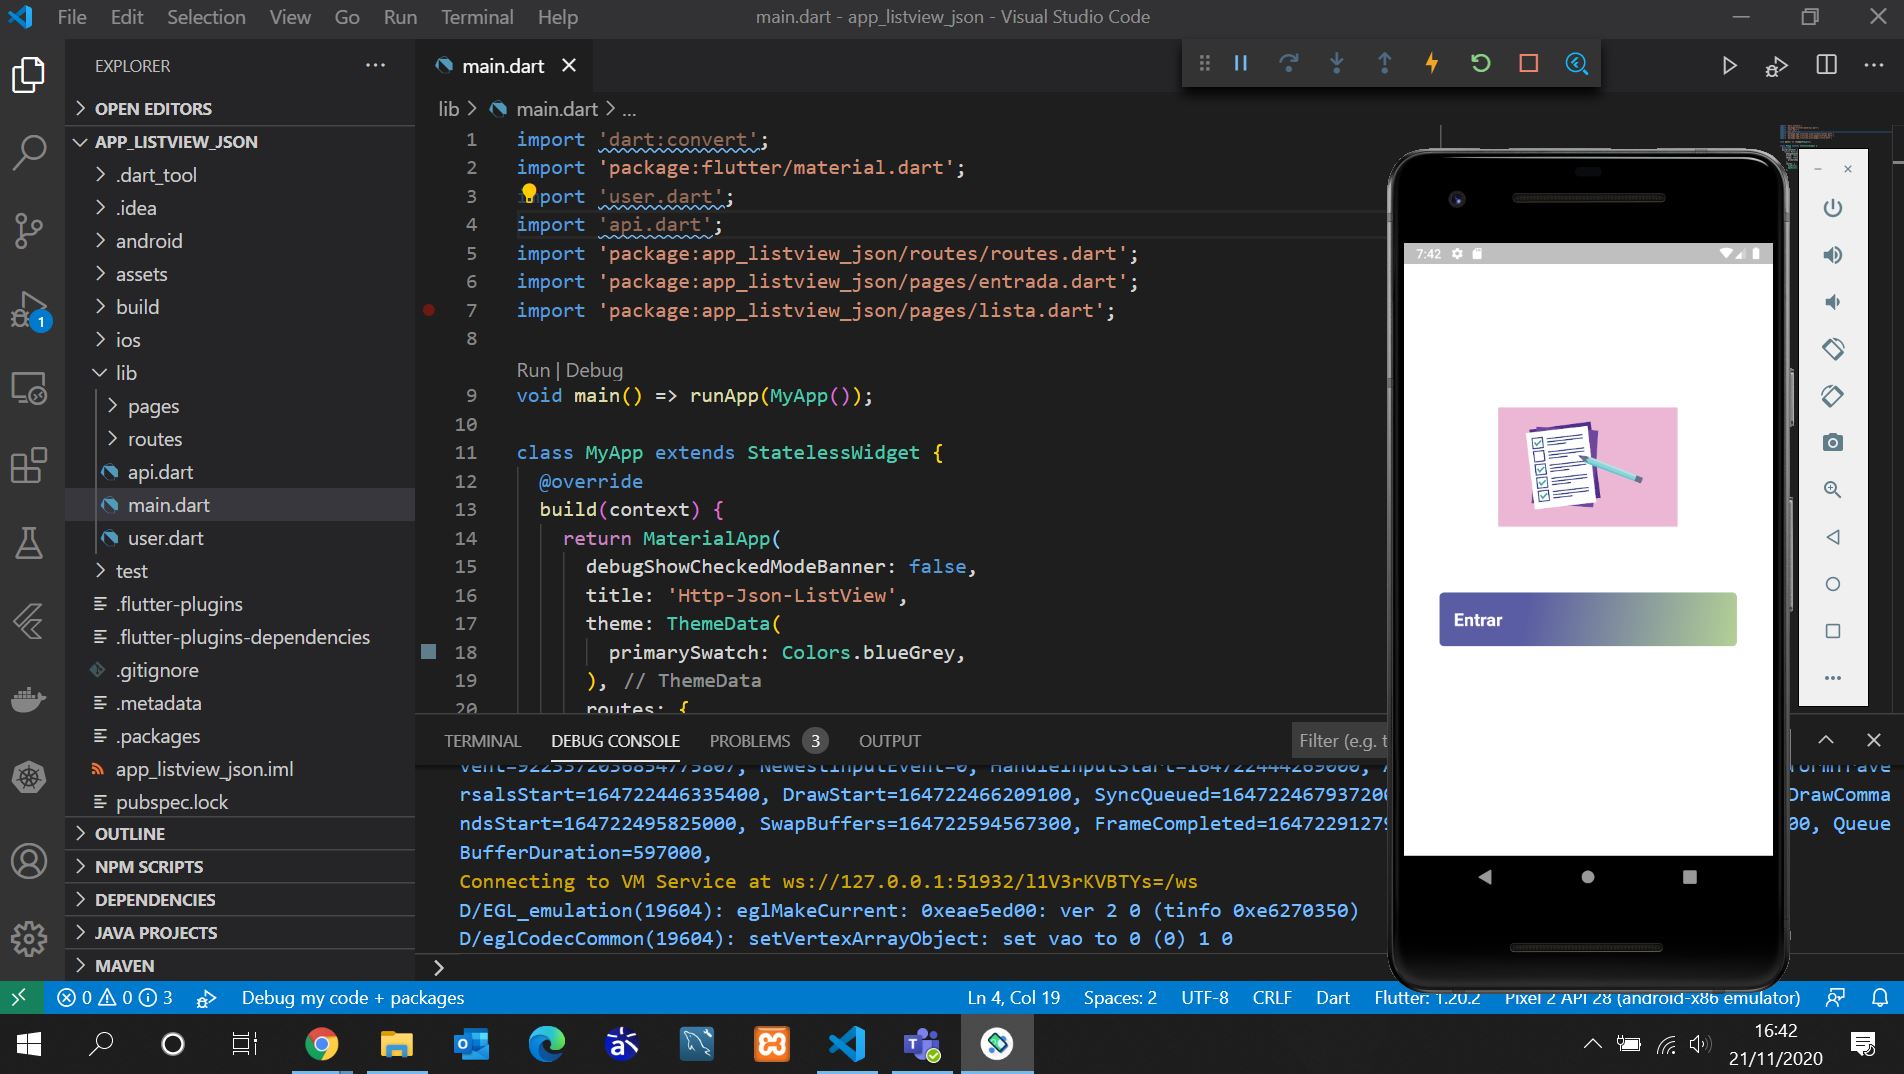 File Edit Selection View Go Run Terminal Help
main.dart - app_listview_json - Visual Studio Code
EXPLORER
OPEN EDITORS
APP_LISTVIEW_JSON
.dart_tool
.idea
android
assets
build
ios
lib
pages
routes
api.dart
main.dart
user.dart
test
.flutter-plugins
.flutter-plugins-dependencies
.gitignore
.metadata
.packages
app_listview_json.iml
pubspec.lock
OUTLINE
NPM SCRIPTS
DEPENDENCIES
JAVA PROJECTS
MAVEN
1
main.dart
lib > main.dart > ...
1 import 'dart:convert';
2 import 'package:flutter/material.dart';
3 import 'user.dart';
4 import 'api.dart';
5 import 'package:app_listview_json/routes/routes.dart';
6 import 'package:app_listview_json/pages/entrada.dart';
7 import 'package:app_listview_json/pages/lista.dart';
8
Run | Debug
9 void main() => runApp(MyApp());
10
11 class MyApp extends StatelessWidget {
12 @override
13 build(context) {
14 return MaterialApp(
15 debugShowCheckedModeBanner: false,
16 title: 'Http-Json-ListView',
17 theme: ThemeData(
18 primarySwatch: Colors.blueGrey,
19 ), // ThemeData
20 routes: {
TERMINAL DEBUG CONSOLE PROBLEMS 3 OUTPUT
Filter (e.g. t
vent=9223372036854775807, NewestInputEvent=0, HandleInputStart=164722444269000,
rsalsStart=164722446335400, DrawStart=164722466209100, SyncQueued=16472246793720 DrawComma
ndsStart=164722495825000, SwapBuffers=164722594567300, FrameCompleted=16472291279 00, Queue
BufferDuration=597000,
Connecting to VM Service at ws://127.0.0.1:51932/l1V3rKVBTYs=/ws
D/EGL_emulation(19604): eglMakeCurrent: 0xeae5ed00: ver 2 0 (tinfo 0xe6270350)
D/eglCodecCommon(19604): setVertexArrayObject: set vao to 0 (0) 1 0
7:42
Entrar
0 0 3 Debug my code + packages
Ln 4, Col 19 Spaces: 2 UTF-8 CRLF Dart Flutter: 1.20.2 Pixel 2 API 28 (android-x86 emulator)
16:42
21/11/2020